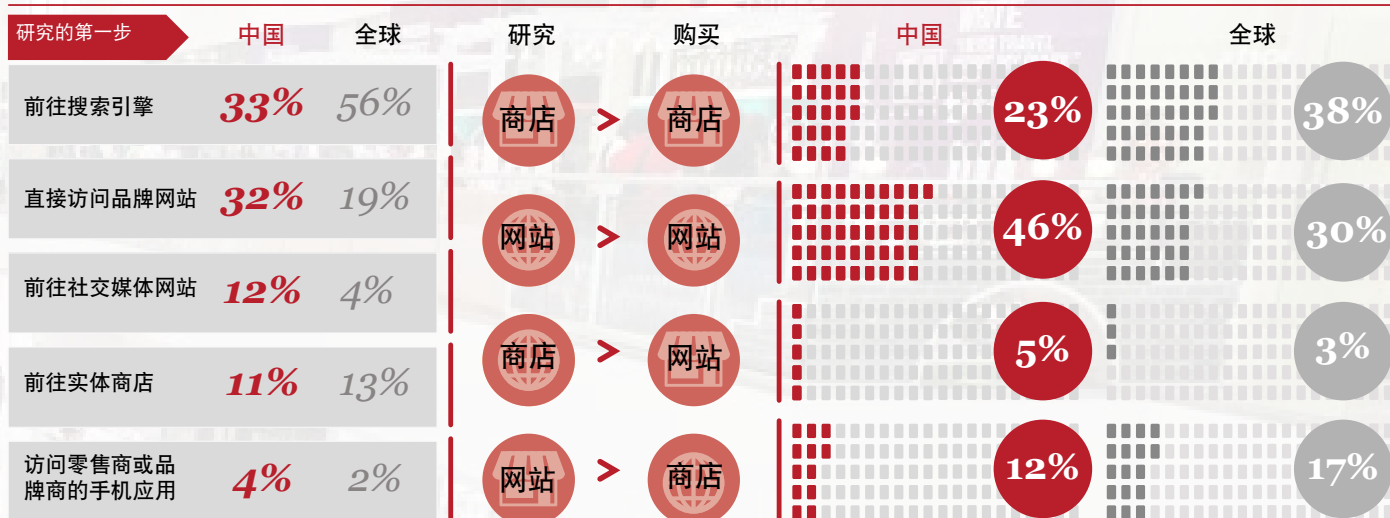 研究的第一步 中国 全球 研究 购买 中国 全球
前往搜索引擎 33% 56% 商店 > 商店 23% 38%
直接访问品牌网站 32% 19% 网站 > 网站 46% 30%
前往社交媒体网站 12% 4%
商店 > 网站 5% 3%
前往实体商店 11% 13%
访问零售商或品
牌商的手机应用 4% 2% 网站 > 商店 12% 17%